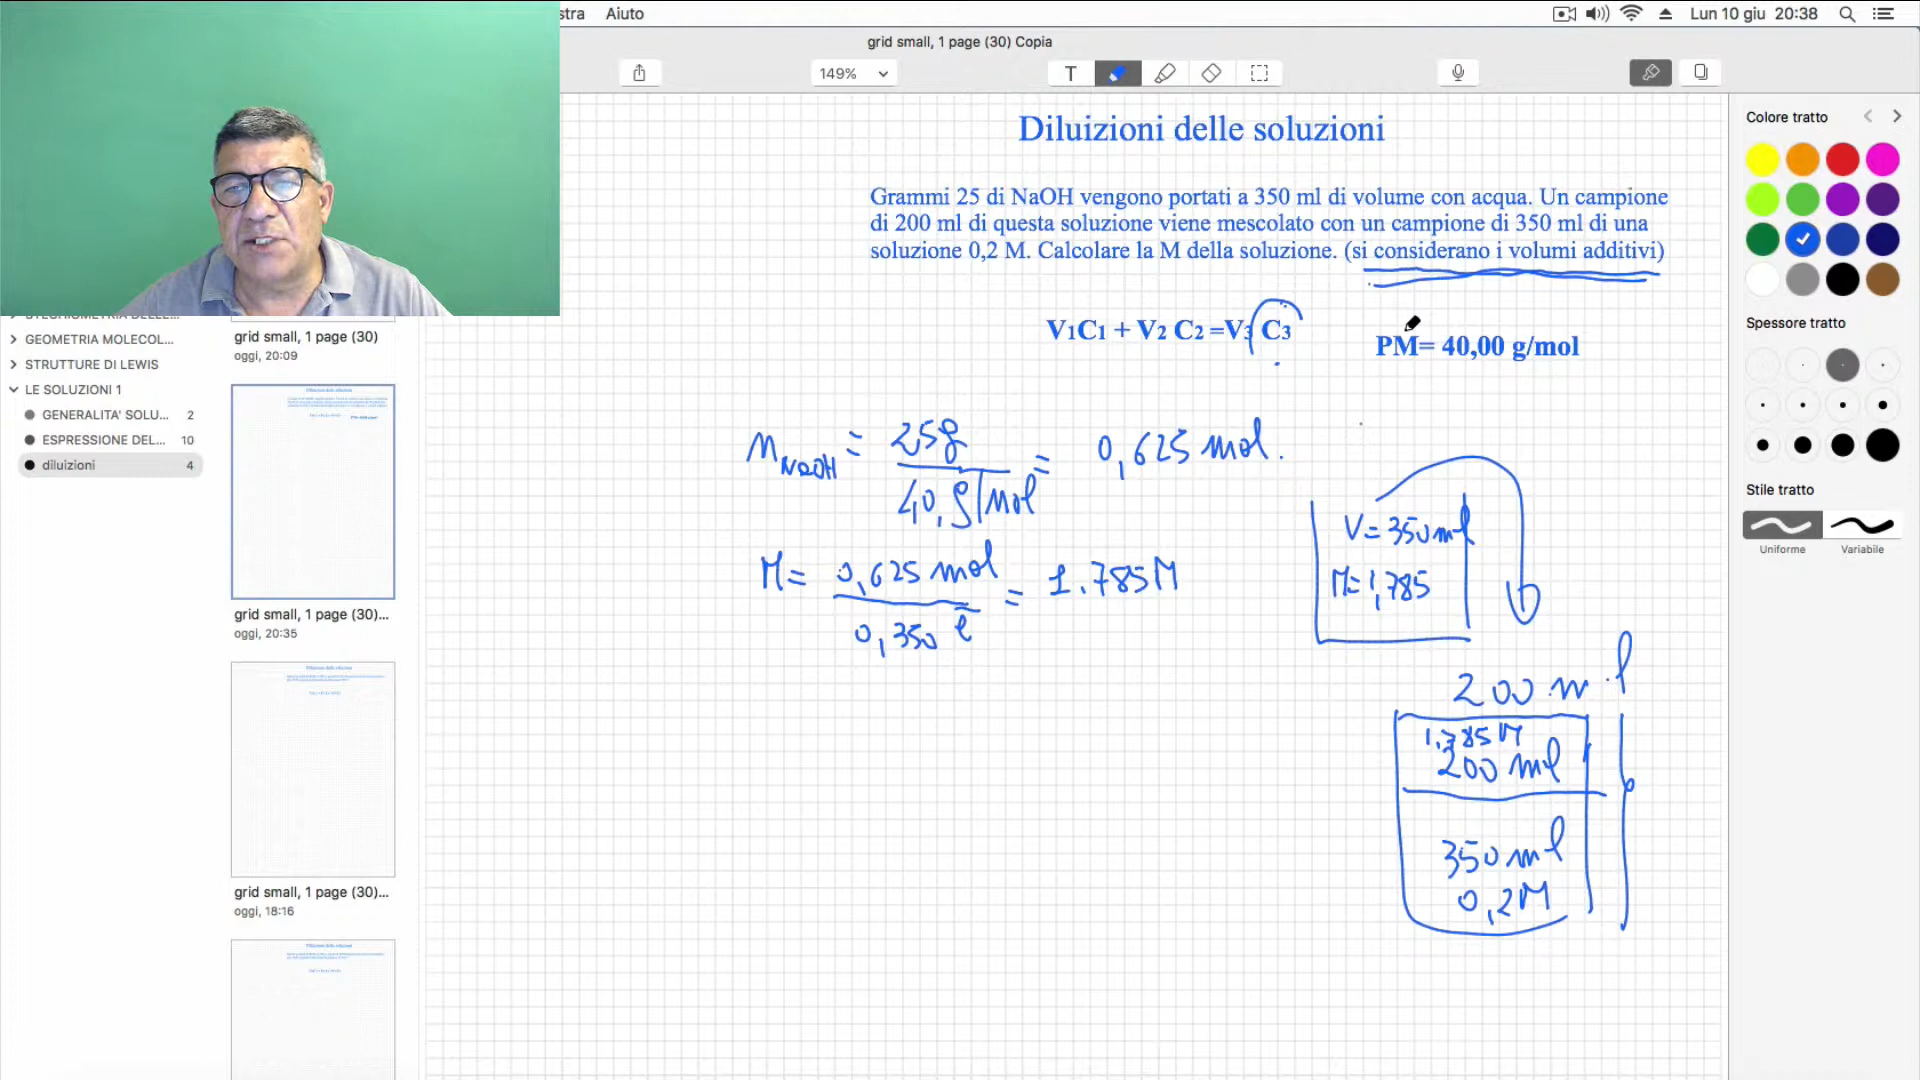 stra Aiuto
Lun 10 giu 20:38
grid small, 1 page (30) Copia
149%
T
Diluizioni delle soluzioni
Grammi 25 di NaOH vengono portati a 350 ml di volume con acqua. Un campione
di 200 ml di questa soluzione viene mescolato con un campione di 350 ml di una
soluzione 0,2 M. Calcolare la M della soluzione. (si considerano i volumi additivi)
V1C1 + V2 C2 =V3 C3
PM= 40,00 g/mol
nNaOH = 25g
40, g/mol
= 0,625 mol.
M = 0,625 mol
0,350 l
= 1.785 M
V = 350 ml
M = 1,785
200 ml
1,785 M
200 ml
350 ml
0,2 M
GEOMETRIA MOLECOL...
STRUTTURE DI LEWIS
LE SOLUZIONI 1
GENERALITA' SOLU... 2
ESPRESSIONE DEL... 10
diluizioni 4
grid small, 1 page (30)
oggi, 20:09
grid small, 1 page (30)...
oggi, 20:35
grid small, 1 page (30)...
oggi, 18:16
Colore tratto
Spessore tratto
Stile tratto
Uniforme Variabile